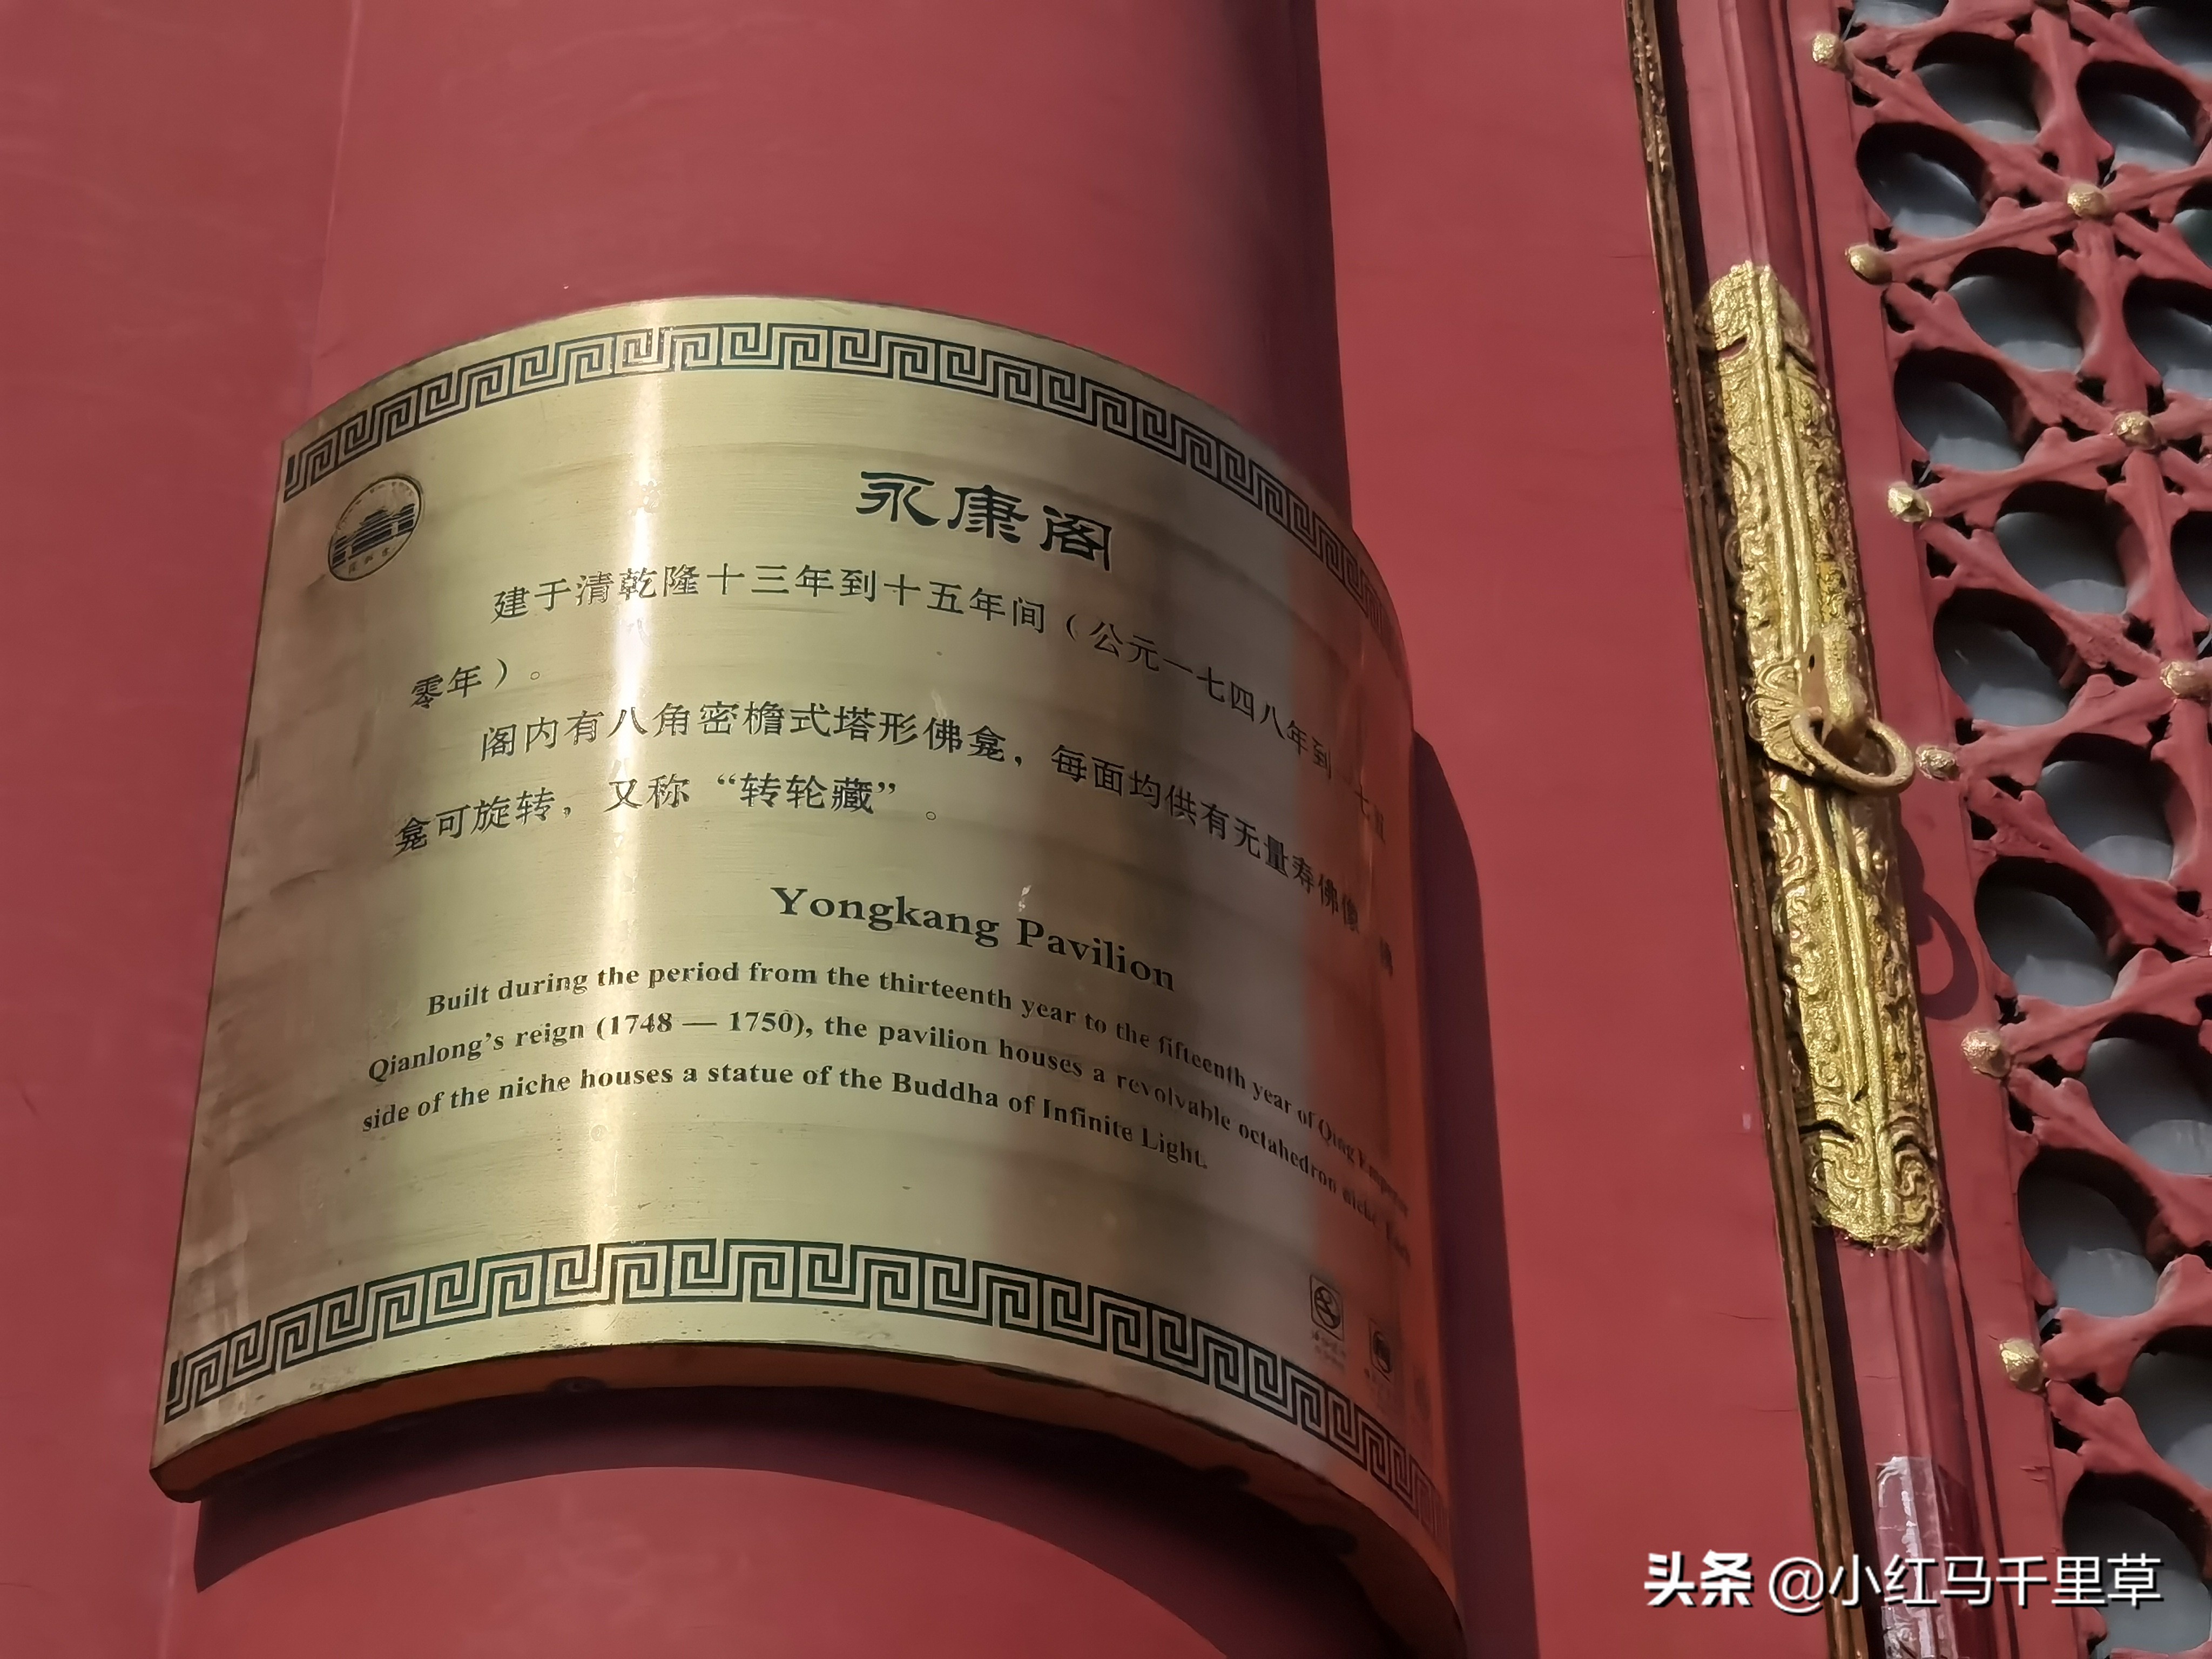 永康阁
建于清乾隆十三年到十五年间（公元一七四八年到一七五
零年）。
阁内有八角密檐式塔形佛龛，每面均供有无量寿佛像
龛可旋转，又称“转轮藏”。
Yongkang Pavilion
Built during the period from the thirteenth year to the fifteenth year of Qing Emperor
Qianlong's reign (1748 — 1750), the pavilion houses a revolvable octahedron niche. Each
side of the niche houses a statue of the Buddha of Infinite Light.
头条 @小红马千里草